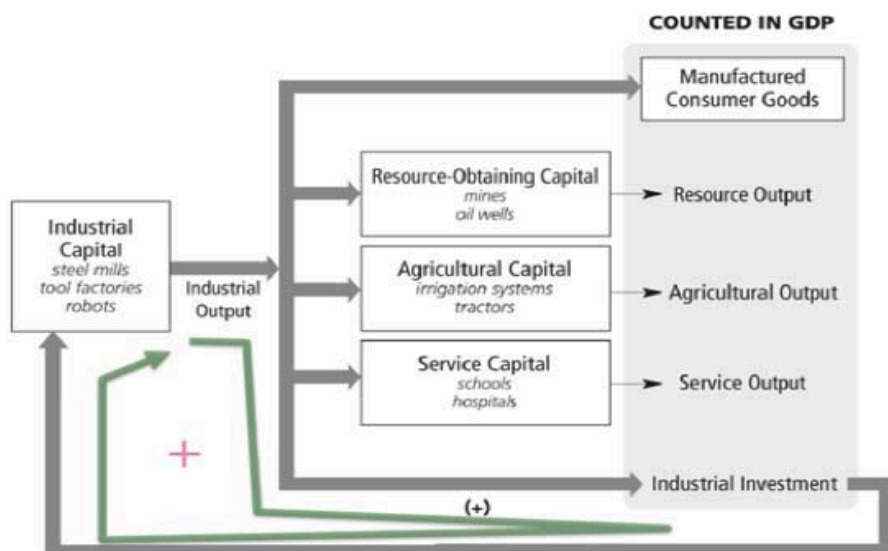 COUNTED IN GDP
Manufactured
Consumer Goods
Resource-Obtaining Capital
mines
oil wells
Resource Output
Industrial
Capital
steel mills
tool factories
robots
Industrial
Output
Agricultural Capital
irrigation systems
tractors
Agricultural Output
Service Capital
schools
hospitals
Service Output
+
Industrial Investment
(+)